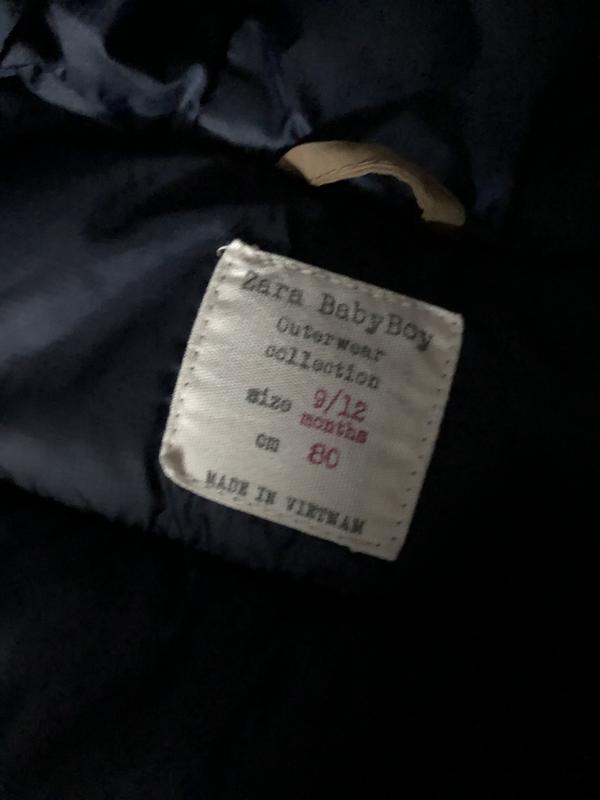 Zara BabyBoy
Outerwear
collection
size 9/12
months
cm 80
MADE IN VIETNAM